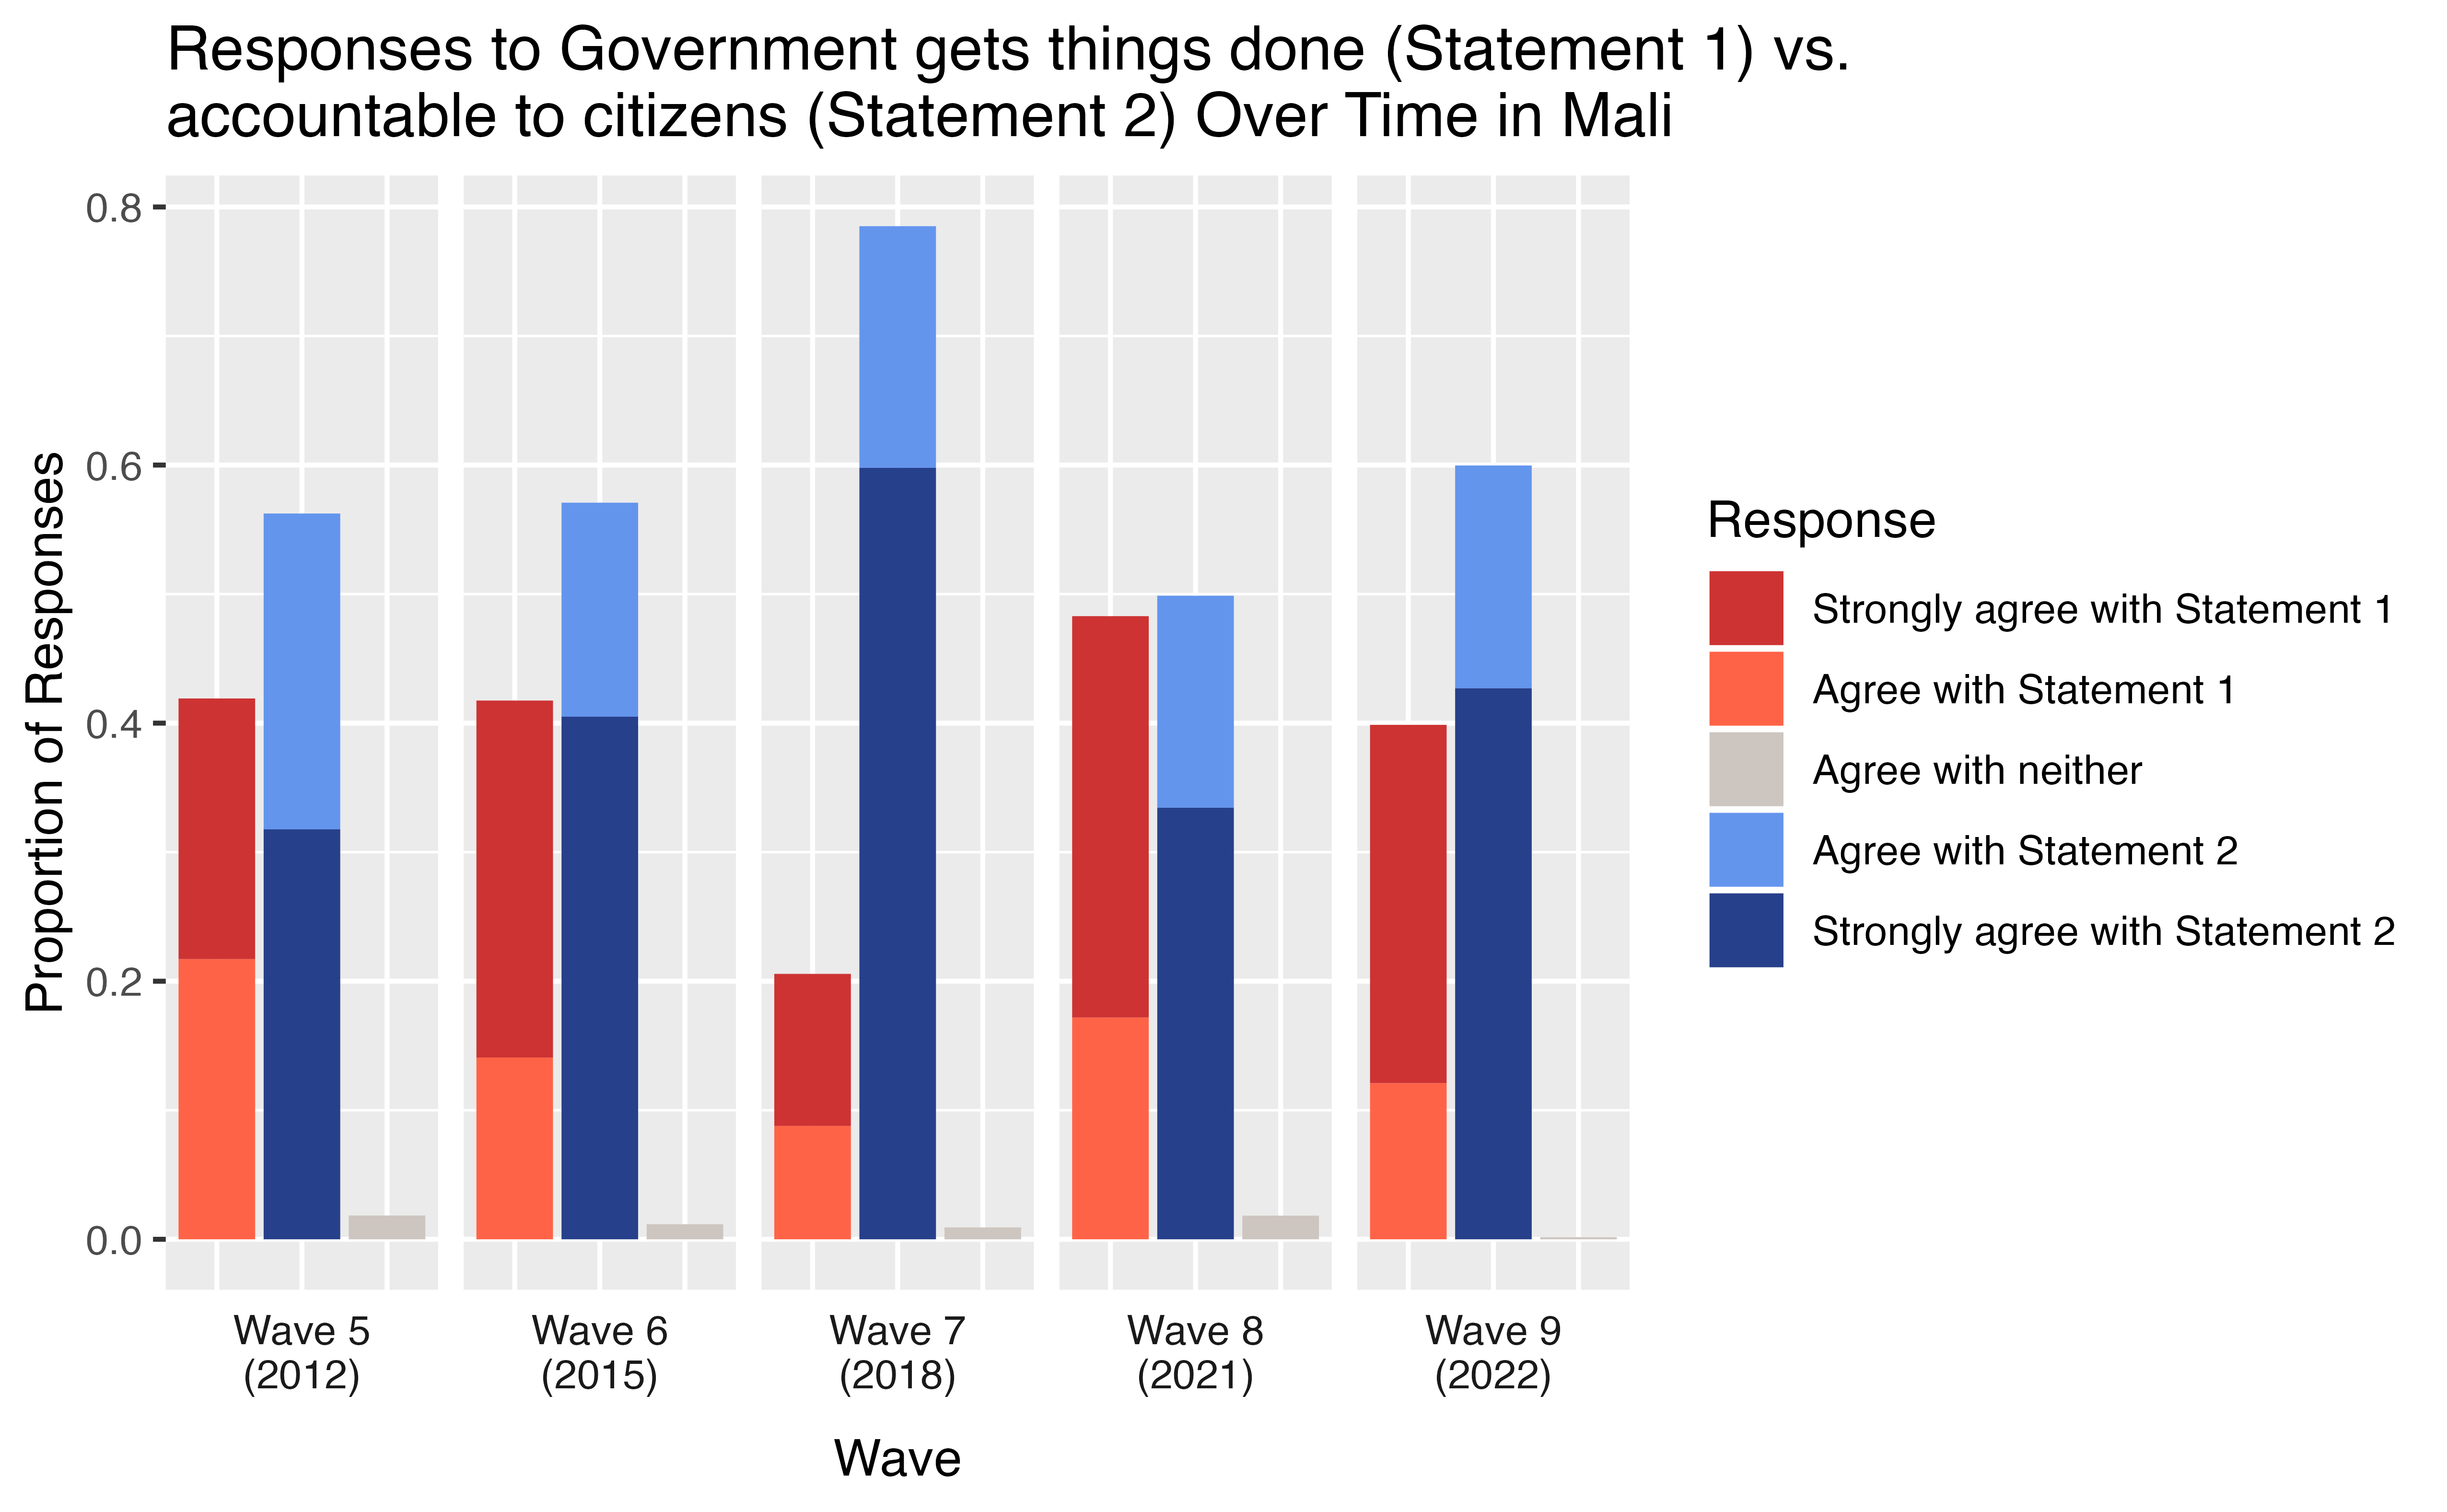 Responses to Government gets things done (Statement 1) vs.
accountable to citizens (Statement 2) Over Time in Mali
Proportion of Responses
0.8
0.6
0.4
0.2
0.0
Wave 5
(2012)
Wave 6
(2015)
Wave 7
(2018)
Wave 8
(2021)
Wave 9
(2022)
Wave
Response
Strongly agree with Statement 1
Agree with Statement 1
Agree with neither
Agree with Statement 2
Strongly agree with Statement 2